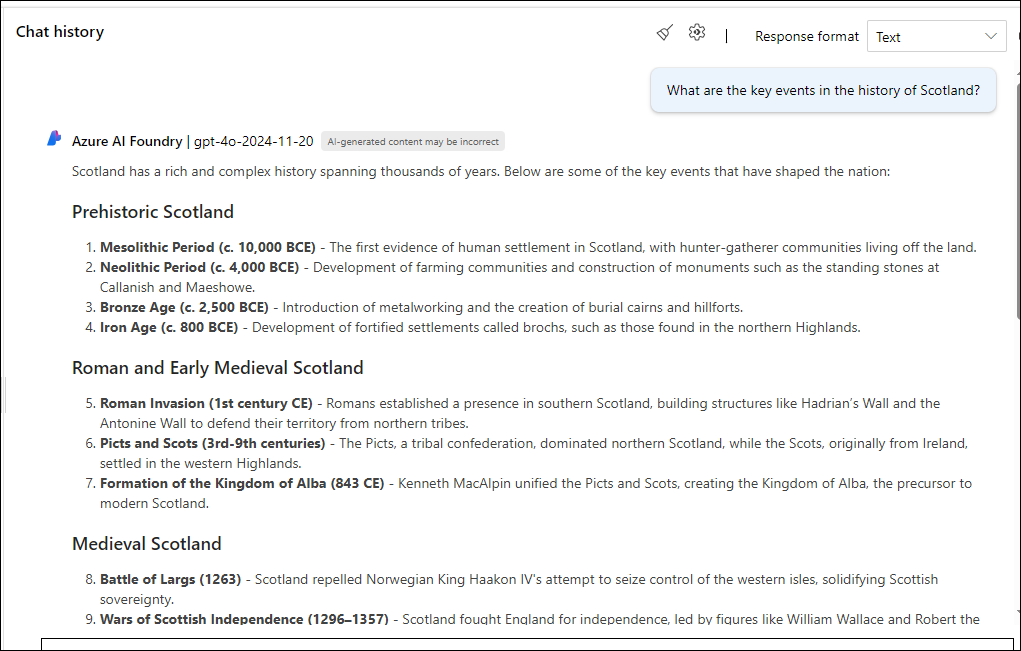 Chat history
Response format
Text
What are the key events in the history of Scotland?
Azure AI Foundry | gpt-4o-2024-11-20 AI-generated content may be incorrect
Scotland has a rich and complex history spanning thousands of years. Below are some of the key events that have shaped the nation:
Prehistoric Scotland
1. Mesolithic Period (c. 10,000 BCE) - The first evidence of human settlement in Scotland, with hunter-gatherer communities living off the land.
2. Neolithic Period (c. 4,000 BCE) - Development of farming communities and construction of monuments such as the standing stones at
Callanish and Maeshowe.
3. Bronze Age (c. 2,500 BCE) - Introduction of metalworking and the creation of burial cairns and hillforts.
4. Iron Age (c. 800 BCE) - Development of fortified settlements called brochs, such as those found in the northern Highlands.
Roman and Early Medieval Scotland
5. Roman Invasion (1st century CE) - Romans established a presence in southern Scotland, building structures like Hadrian's Wall and the
Antonine Wall to defend their territory from northern tribes.
6. Picts and Scots (3rd-9th centuries) - The Picts, a tribal confederation, dominated northern Scotland, while the Scots, originally from Ireland,
settled in the western Highlands.
7. Formation of the Kingdom of Alba (843 CE) - Kenneth MacAlpin unified the Picts and Scots, creating the Kingdom of Alba, the precursor to
modern Scotland.
Medieval Scotland
8. Battle of Largs (1263) - Scotland repelled Norwegian King Haakon IV's attempt to seize control of the western isles, solidifying Scottish
sovereignty.
9. Wars of Scottish Independence (1296–1357) - Scotland fought England for independence, led by figures like William Wallace and Robert the